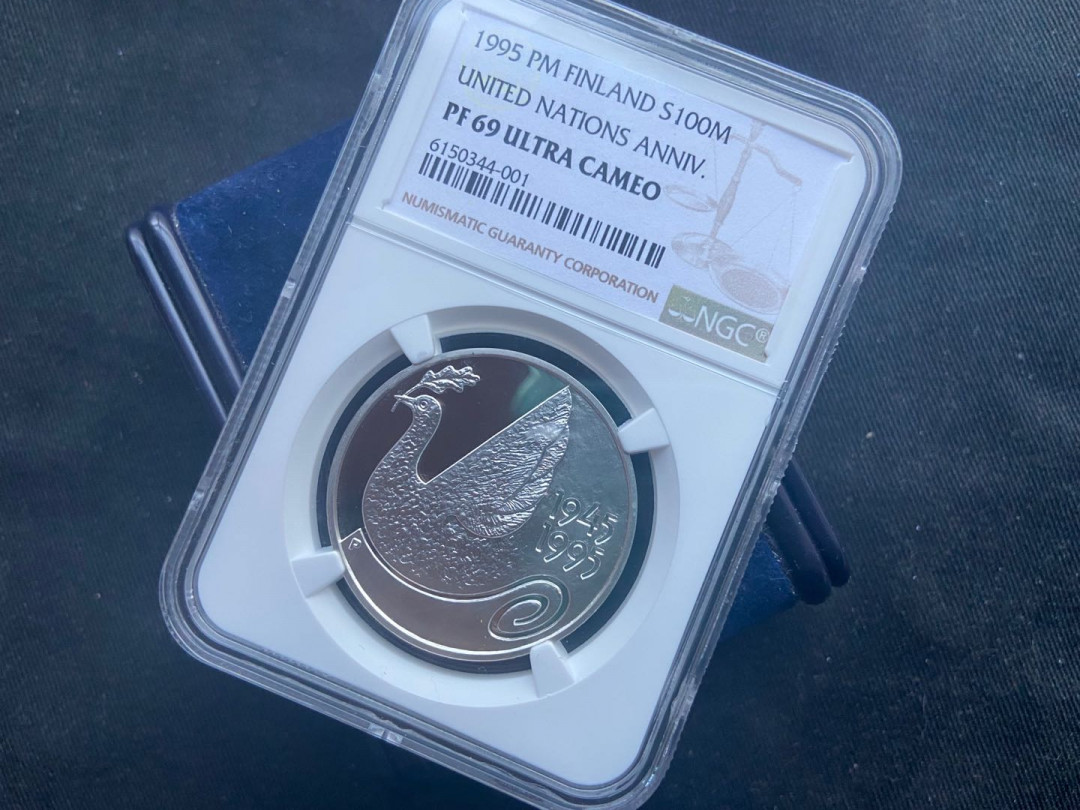 1995 PM FINLAND S100M
UNITED NATIONS ANNIV.
PF 69 ULTRA CAMEO
6150344-001
NUMISMATIC GUARANTY CORPORATION
NGC®
1945
1995
P